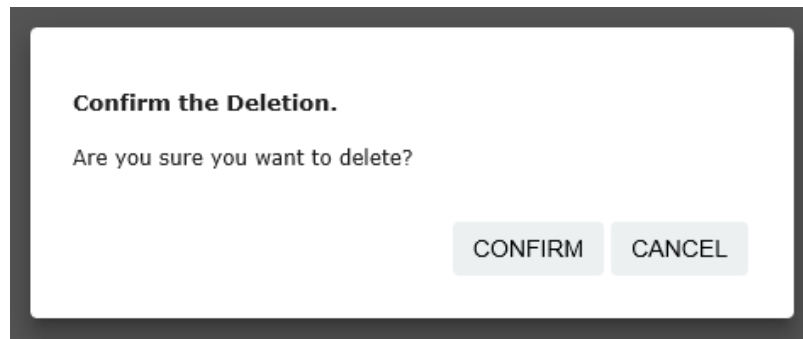 Confirm the Deletion.
Are you sure you want to delete?
CONFIRM CANCEL